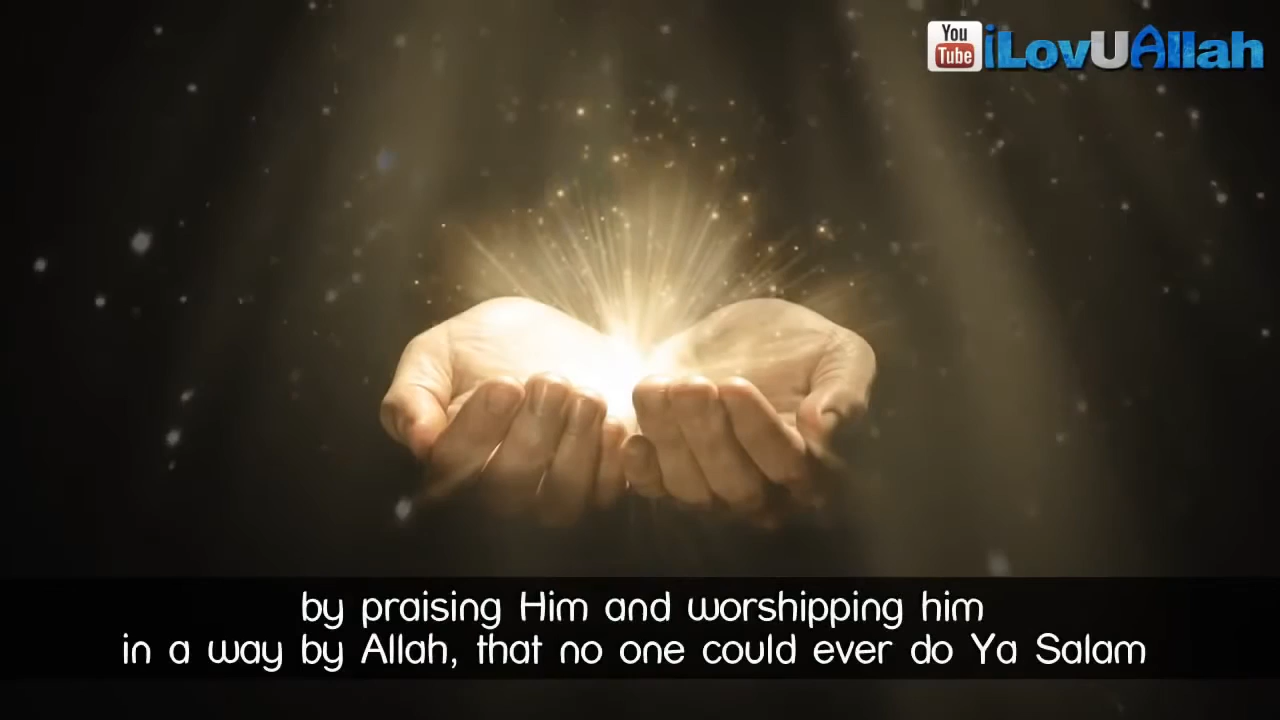 You
Tube
iLovUAllah
by praising Him and worshipping him
in a way by Allah, that no one could ever do Ya Salam